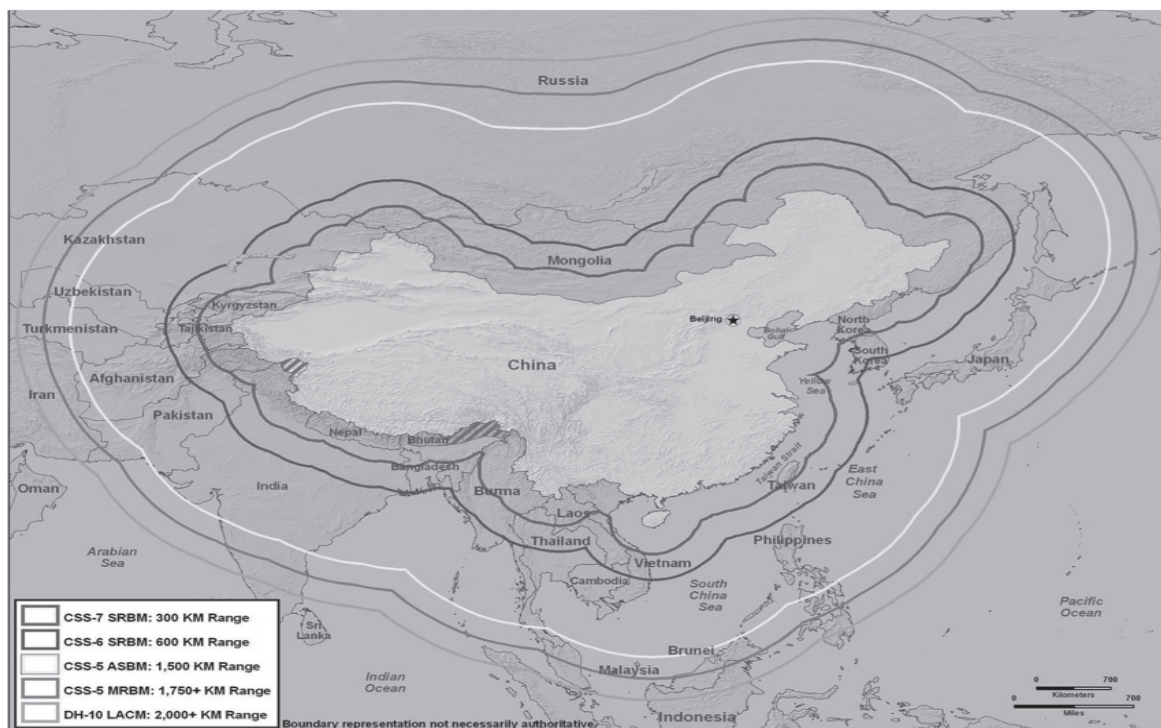 Russia
Kazakhstan
Mongolia
Uzbekistan
Kyrgyzstan
Turkmenistan
Tajikistan
Beijing
Bohai
Gulf
North
Korea
South
Korea
Japan
China
Afghanistan
Yellow
Sea
Iran
Pakistan
Nepal
Bhutan
Bangladesh
Taiwan Strait
East
China
Sea
Oman
India
Burma
Taiwan
Laos
Thailand
Philippines
Arabian
Sea
Vietnam
Cambodia
South
China
Sea
Pacific
Ocean
Sri
Lanka
Brunei
Malaysia
Indian
Ocean
Indonesia
CSS-7 SRBM: 300 KM Range
CSS-6 SRBM: 600 KM Range
CSS-5 ASBM: 1,500 KM Range
CSS-5 MRBM: 1,750+ KM Range
DH-10 LACM: 2,000+ KM Range
Boundary representation not necessarily authoritative.
0 700
Kilometers
0 700
Miles